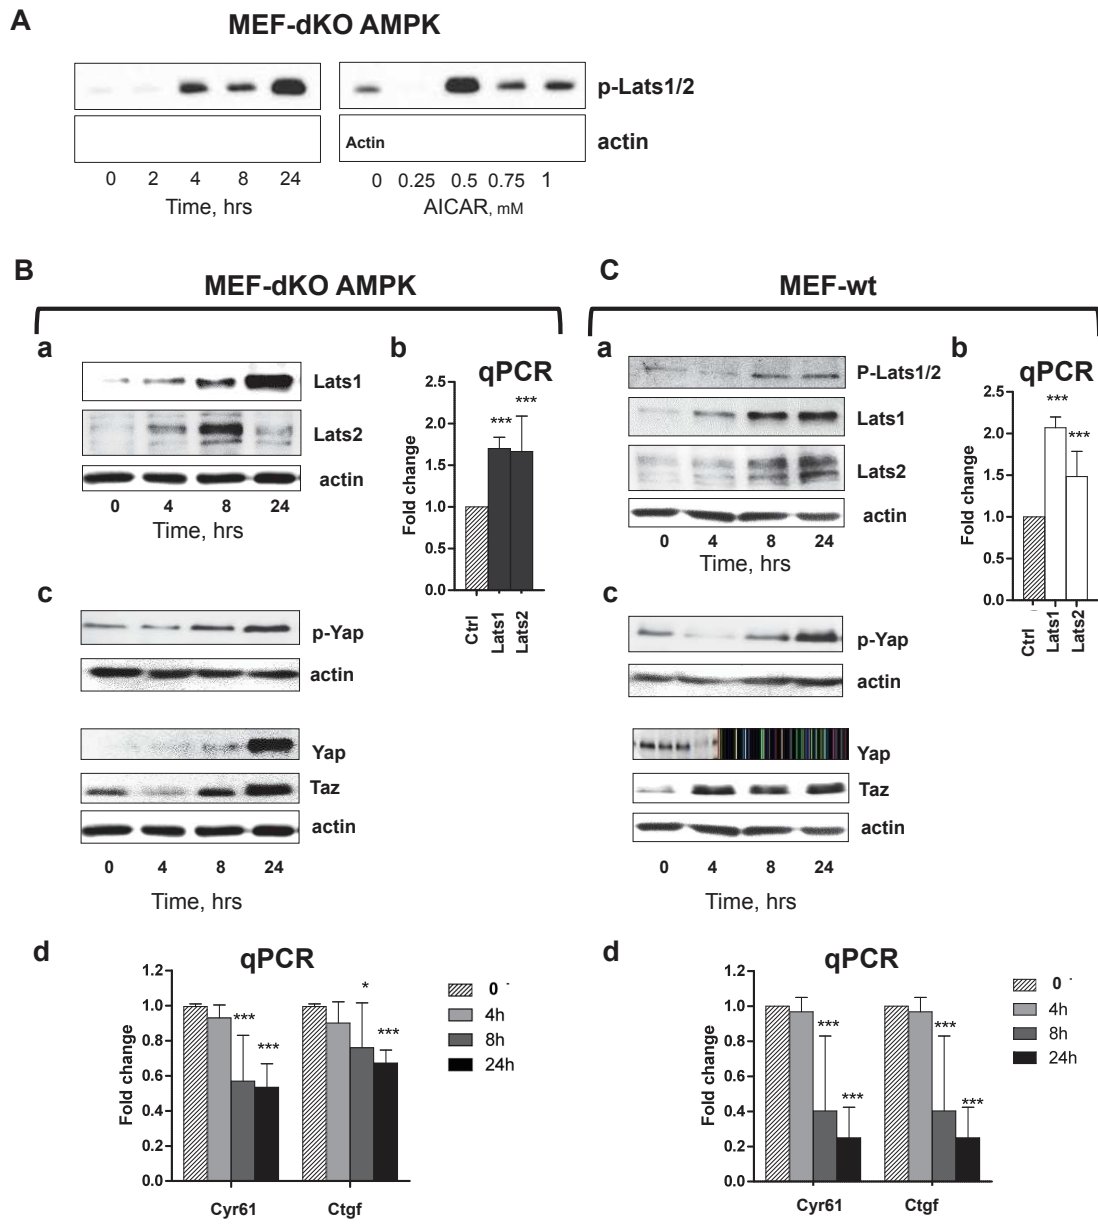 A
MEF-dKO AMPK
p-Lats1/2
Actin
actin
0 2 4 8 24
0 0.25 0.5 0.75 1
Time, hrs
AICAR, mM
B
MEF-dKO AMPK
a
Lats1
Lats2
actin
0 4 8 24
Time, hrs
b
qPCR
2.5
2.0
1.5
1.0
0.5
0.0
Fold change
***
***
Ctrl
Lats1
Lats2
c
p-Yap
actin
Yap
Taz
actin
0 4 8 24
Time, hrs
d
qPCR
1.2
1.0
0.8
0.6
0.4
0.2
0.0
Fold change
***
***
*
***
Cyr61
Ctgf
0 -
4h
8h
24h
C
MEF-wt
a
P-Lats1/2
Lats1
Lats2
actin
0 4 8 24
Time, hrs
b
qPCR
2.5
2.0
1.5
1.0
0.5
0.0
Fold change
***
***
Ctrl
Lats1
Lats2
c
p-Yap
actin
Yap
Taz
actin
0 4 8 24
Time, hrs
d
qPCR
1.2
1.0
0.8
0.6
0.4
0.2
0.0
Fold change
***
***
***
***
Cyr61
Ctgf
0 -
4h
8h
24h